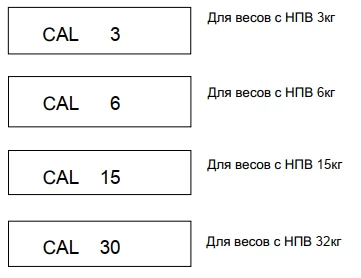 CAL 3 Для весов с НПВ 3кг
CAL 6 Для весов с НПВ 6кг
CAL 15 Для весов с НПВ 15кг
CAL 30 Для весов с НПВ 32кг